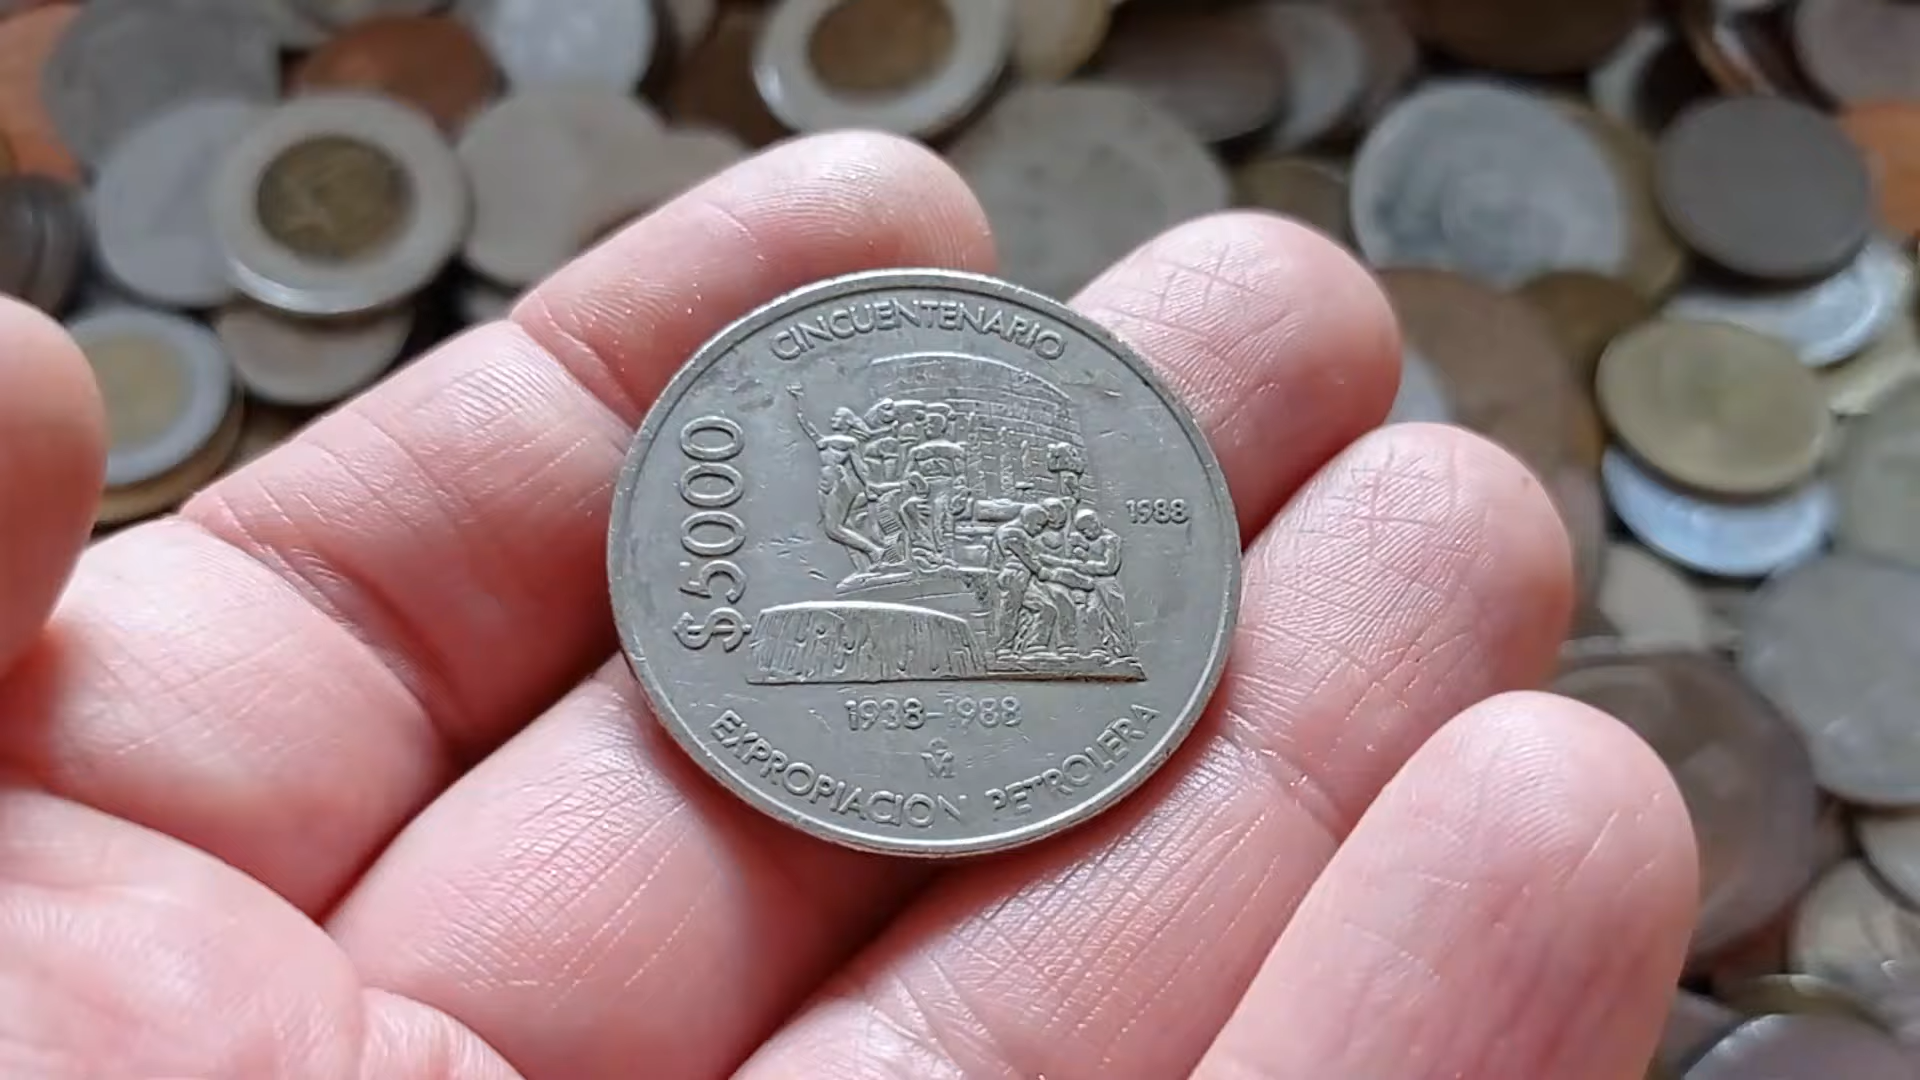 CINCUENTENARIO
$5000
1988
1938-1988
M
EXPROPIACION PETROLERA